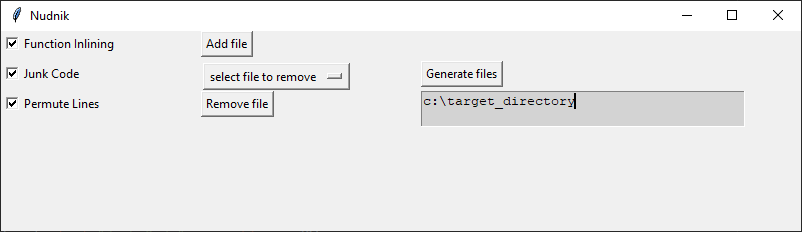 Nudnik
Function Inlining
Add file
Junk Code
select file to remove
Generate files
Permute Lines
Remove file
c:\target_directory